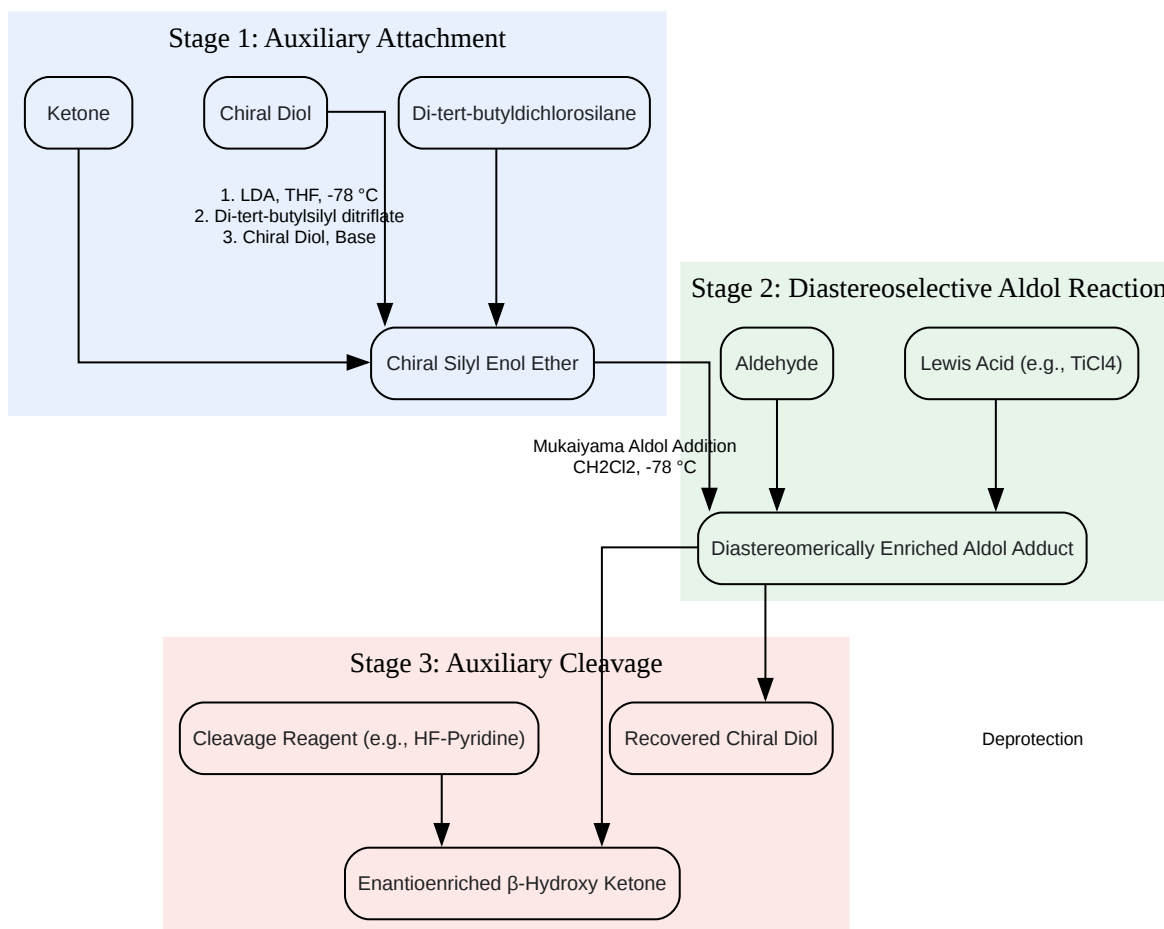 Stage 1: Auxiliary Attachment
Ketone
Chiral Diol
Di-tert-butyldichlorosilane
1. LDA, THF, -78 °C
2. Di-tert-butylsilyl ditriflate
3. Chiral Diol, Base
Chiral Silyl Enol Ether
Stage 2: Diastereoselective Aldol Reaction
Aldehyde
Lewis Acid (e.g., TiCl4)
Mukaiyama Aldol Addition
CH2Cl2, -78 °C
Diastereomerically Enriched Aldol Adduct
Stage 3: Auxiliary Cleavage
Cleavage Reagent (e.g., HF-Pyridine)
Recovered Chiral Diol
Deprotection
Enantioenriched β-Hydroxy Ketone